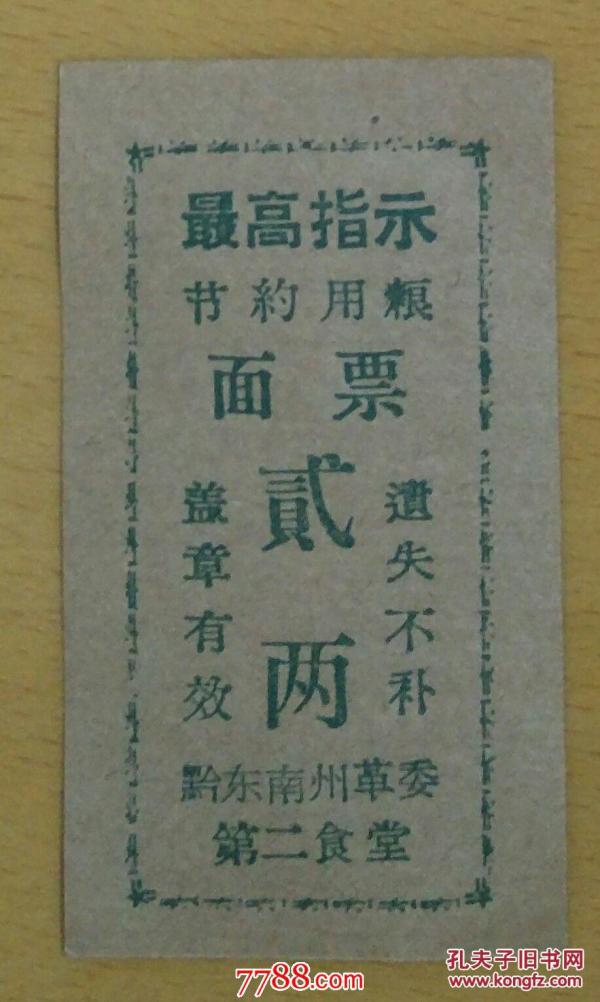 最高指示
节約用粮
面票
貳两
遗失不补
盖章有效
黔东南州革委
第二食堂
7788.com
孔夫子旧书网
www.kongfz.com